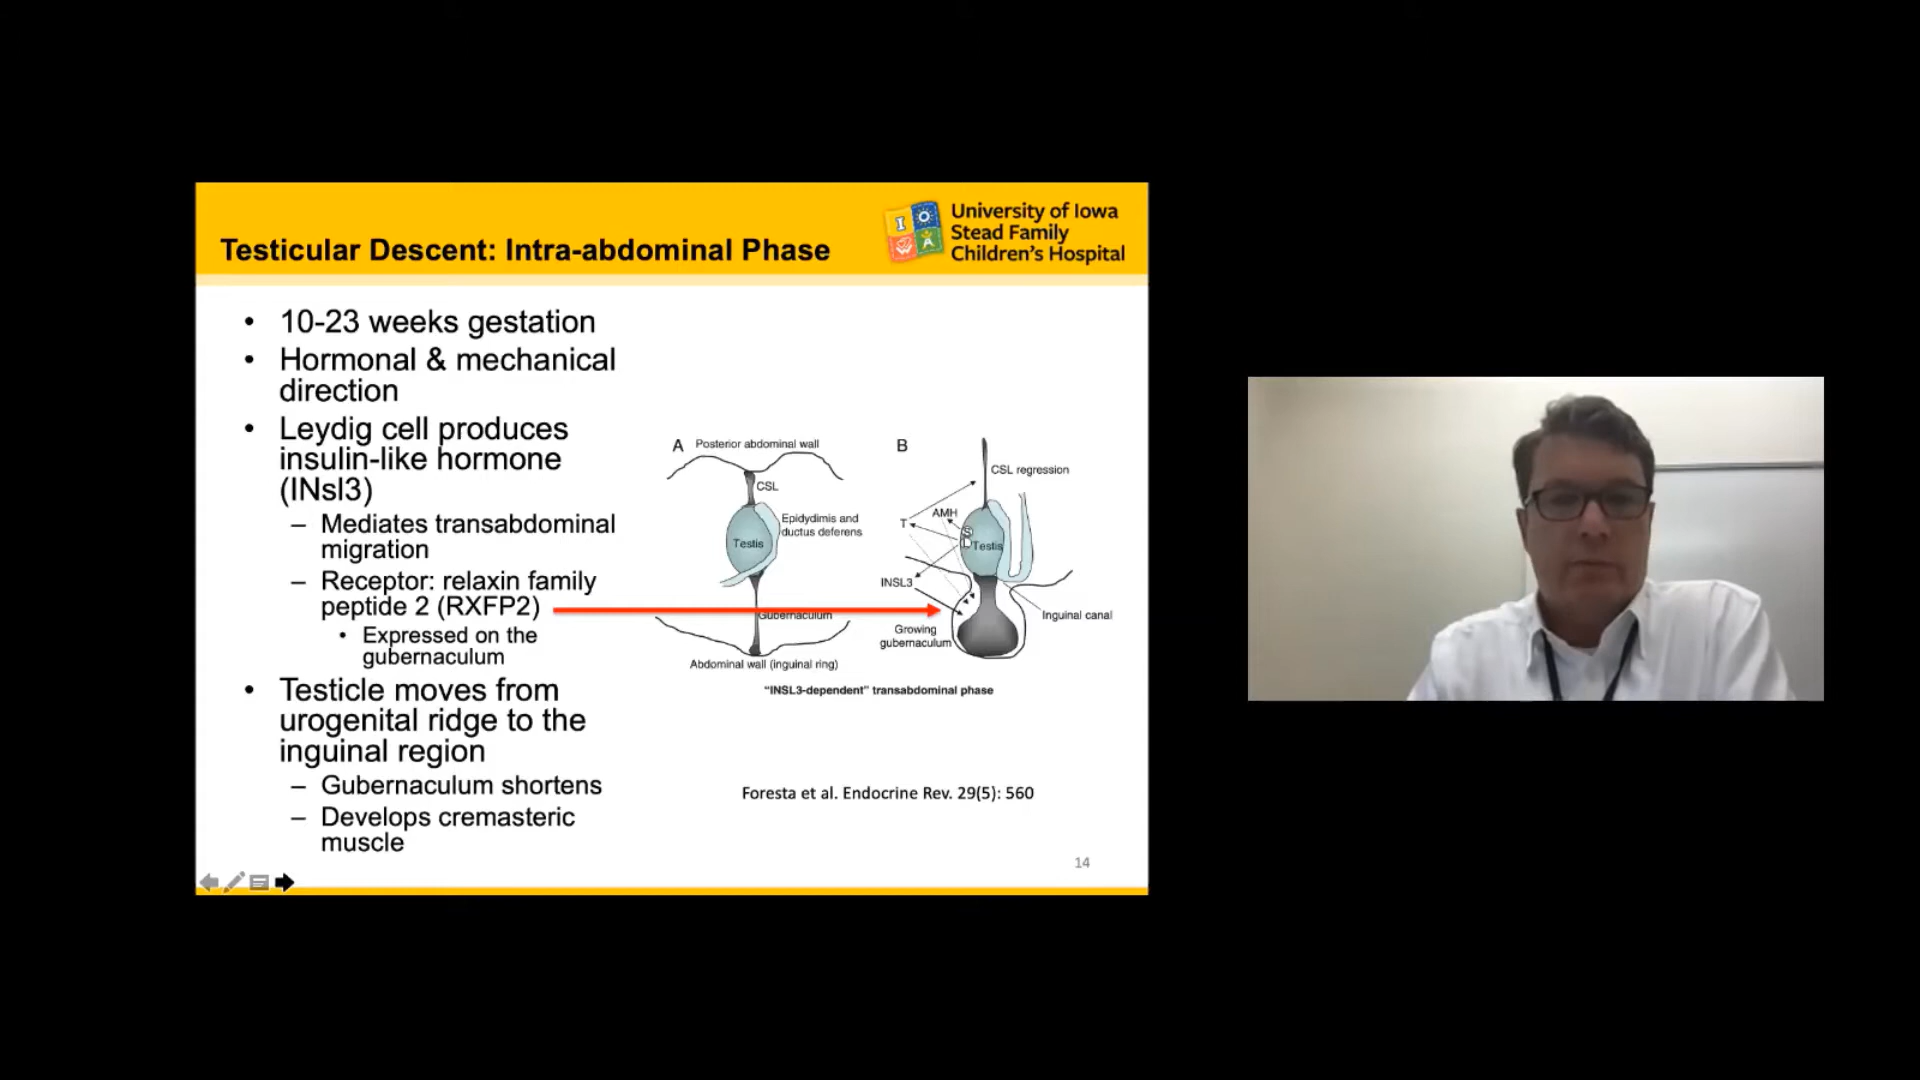 University of Iowa
Stead Family
Children's Hospital
Testicular Descent: Intra-abdominal Phase
• 10-23 weeks gestation
• Hormonal & mechanical
direction
• Leydig cell produces
insulin-like hormone
(INsl3)
– Mediates transabdominal
migration
– Receptor: relaxin family
peptide 2 (RXFP2)
• Expressed on the
gubernaculum
• Testicle moves from
urogenital ridge to the
inguinal region
– Gubernaculum shortens
– Develops cremasteric
muscle
A Posterior abdominal wall
CSL
Epidydimis and
ductus deferens
Testis
Gubernaculum
Abdominal wall (inguinal ring)
B
CSL regression
T
AMH
S
L
Testis
INSL3
Inguinal canal
Growing
gubernaculum
"INSL3-dependent" transabdominal phase
Foresta et al. Endocrine Rev. 29(5): 560
14